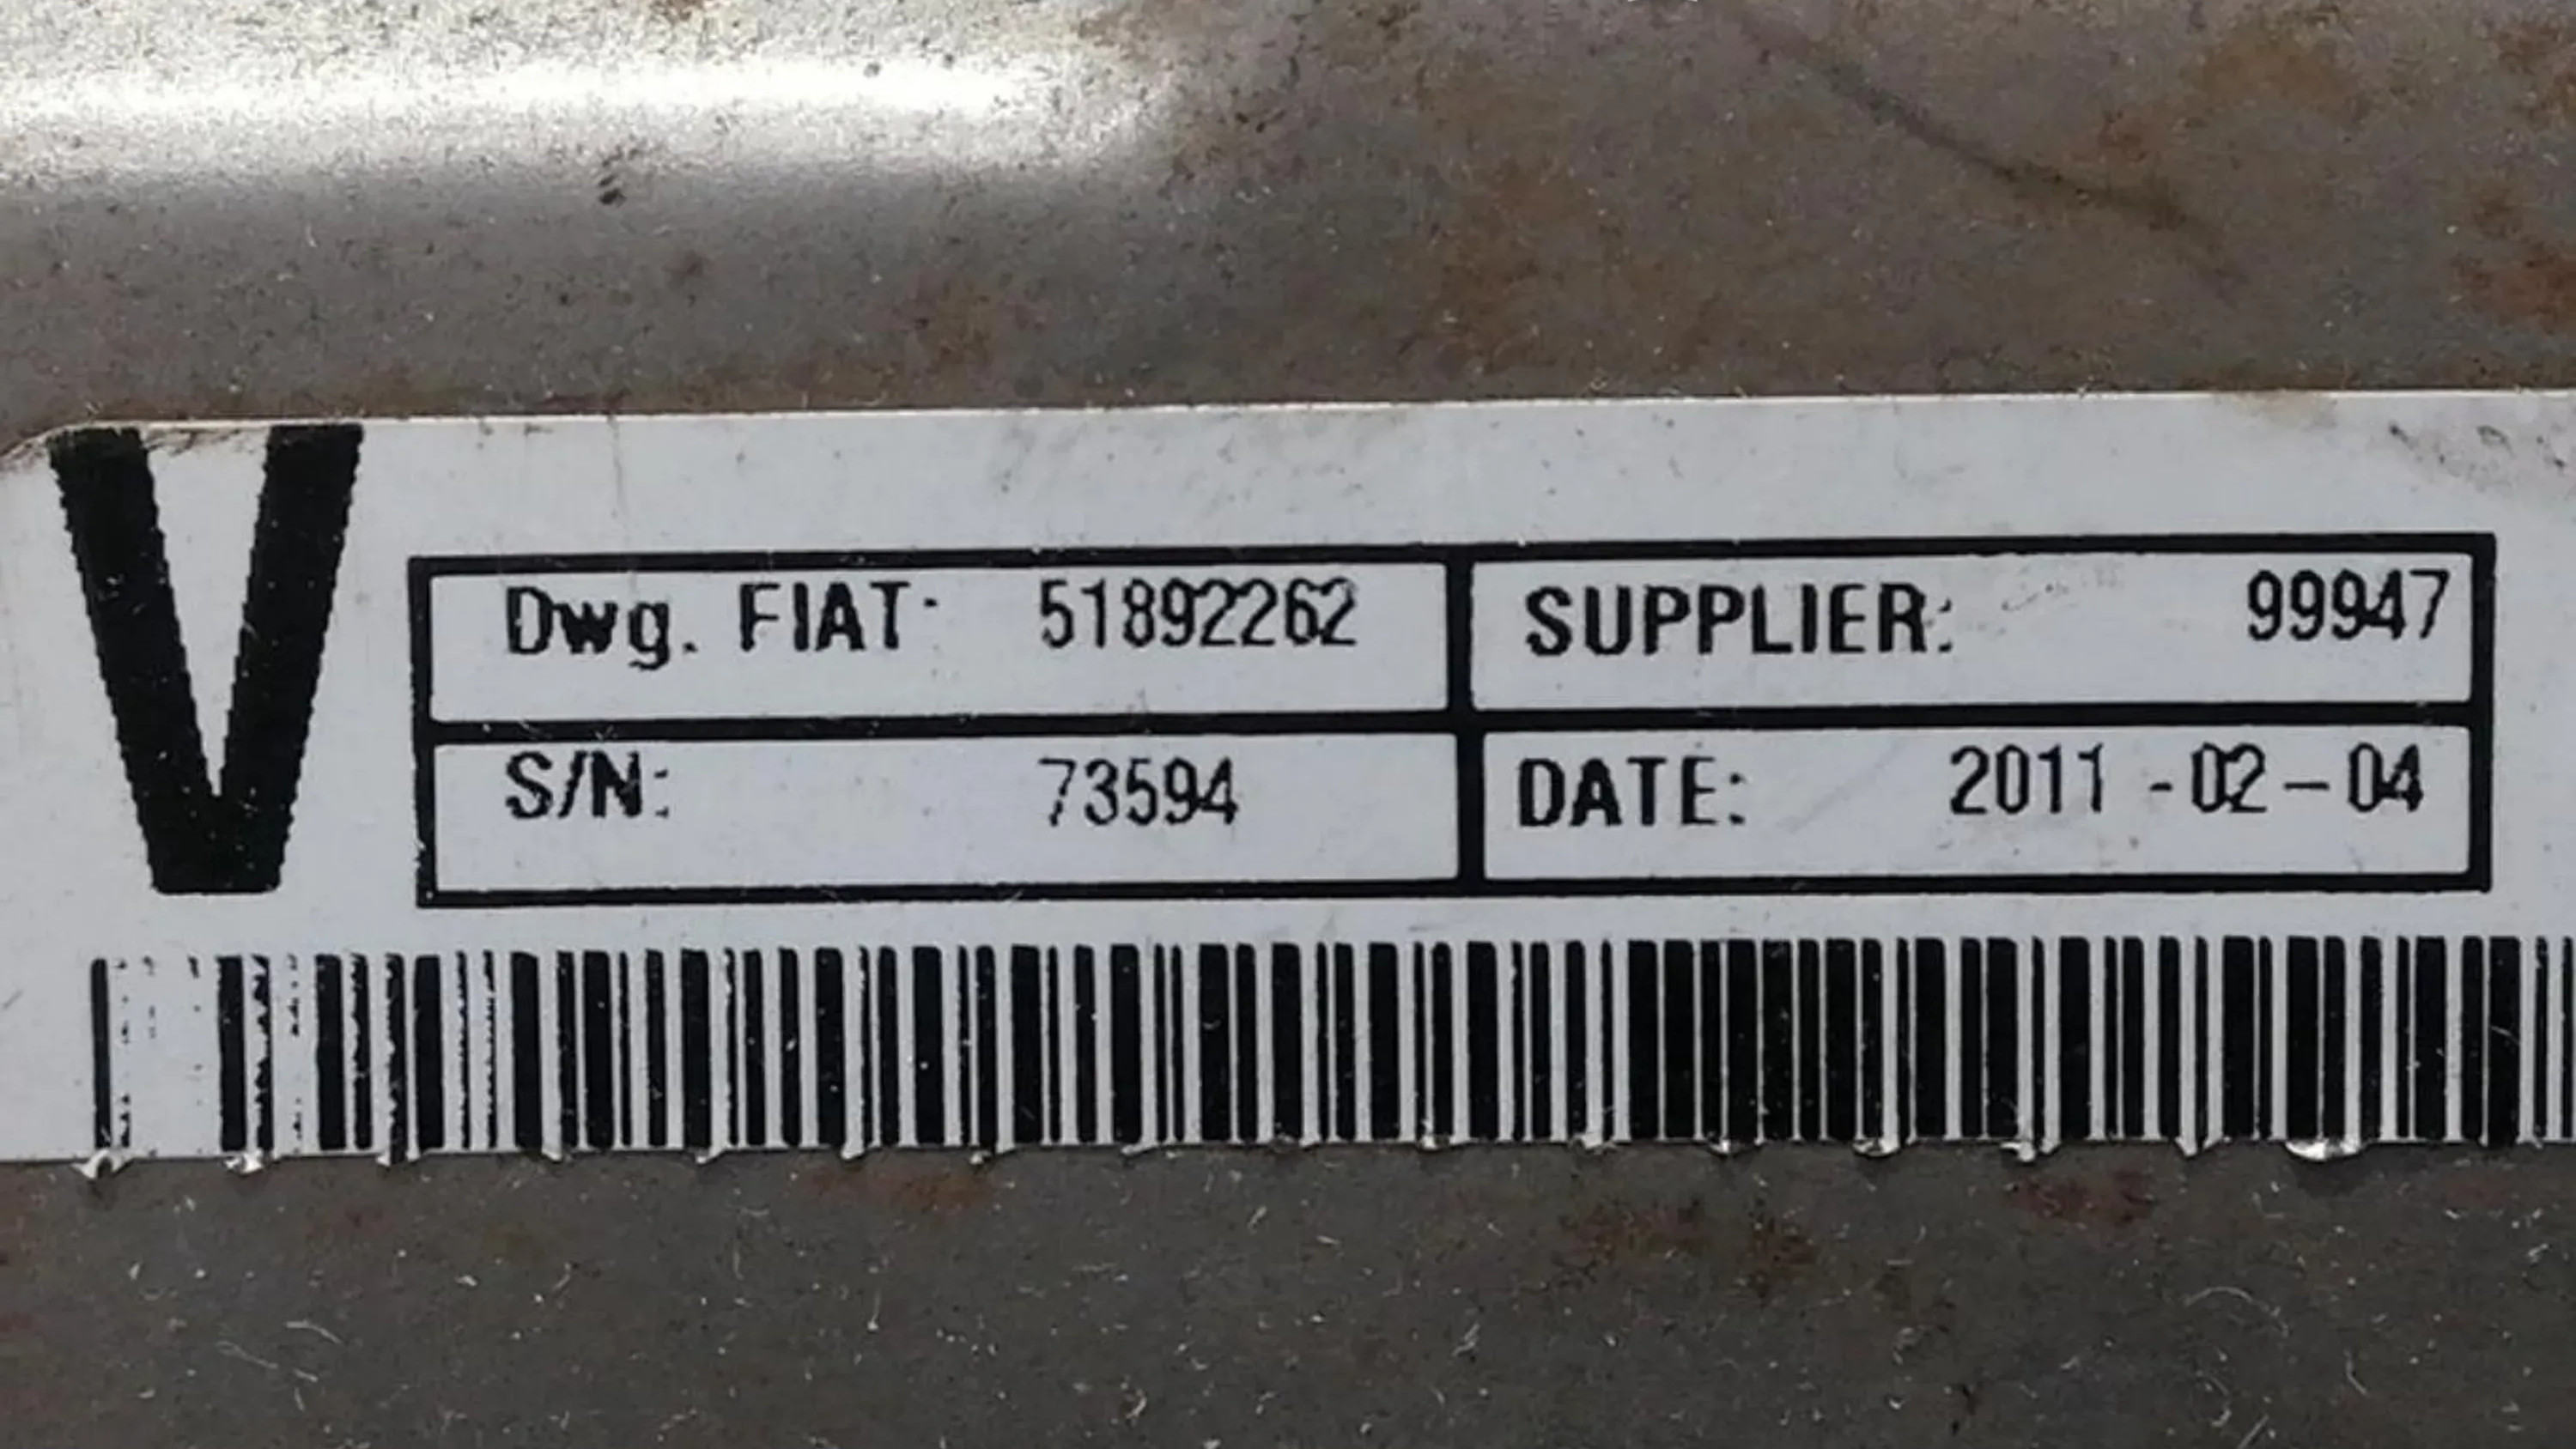 V
Dwg. FIAT: 51892262 SUPPLIER: 99947
S/N: 73594 DATE: 2011-02-04